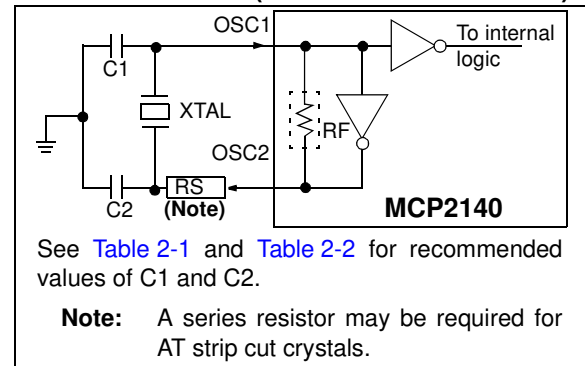 OSC1
To internal
logic
C1
XTAL
RF
OSC2
RS
C2
(Note)
MCP2140
See Table 2-1 and Table 2-2 for recommended
values of C1 and C2.
Note: A series resistor may be required for
AT strip cut crystals.